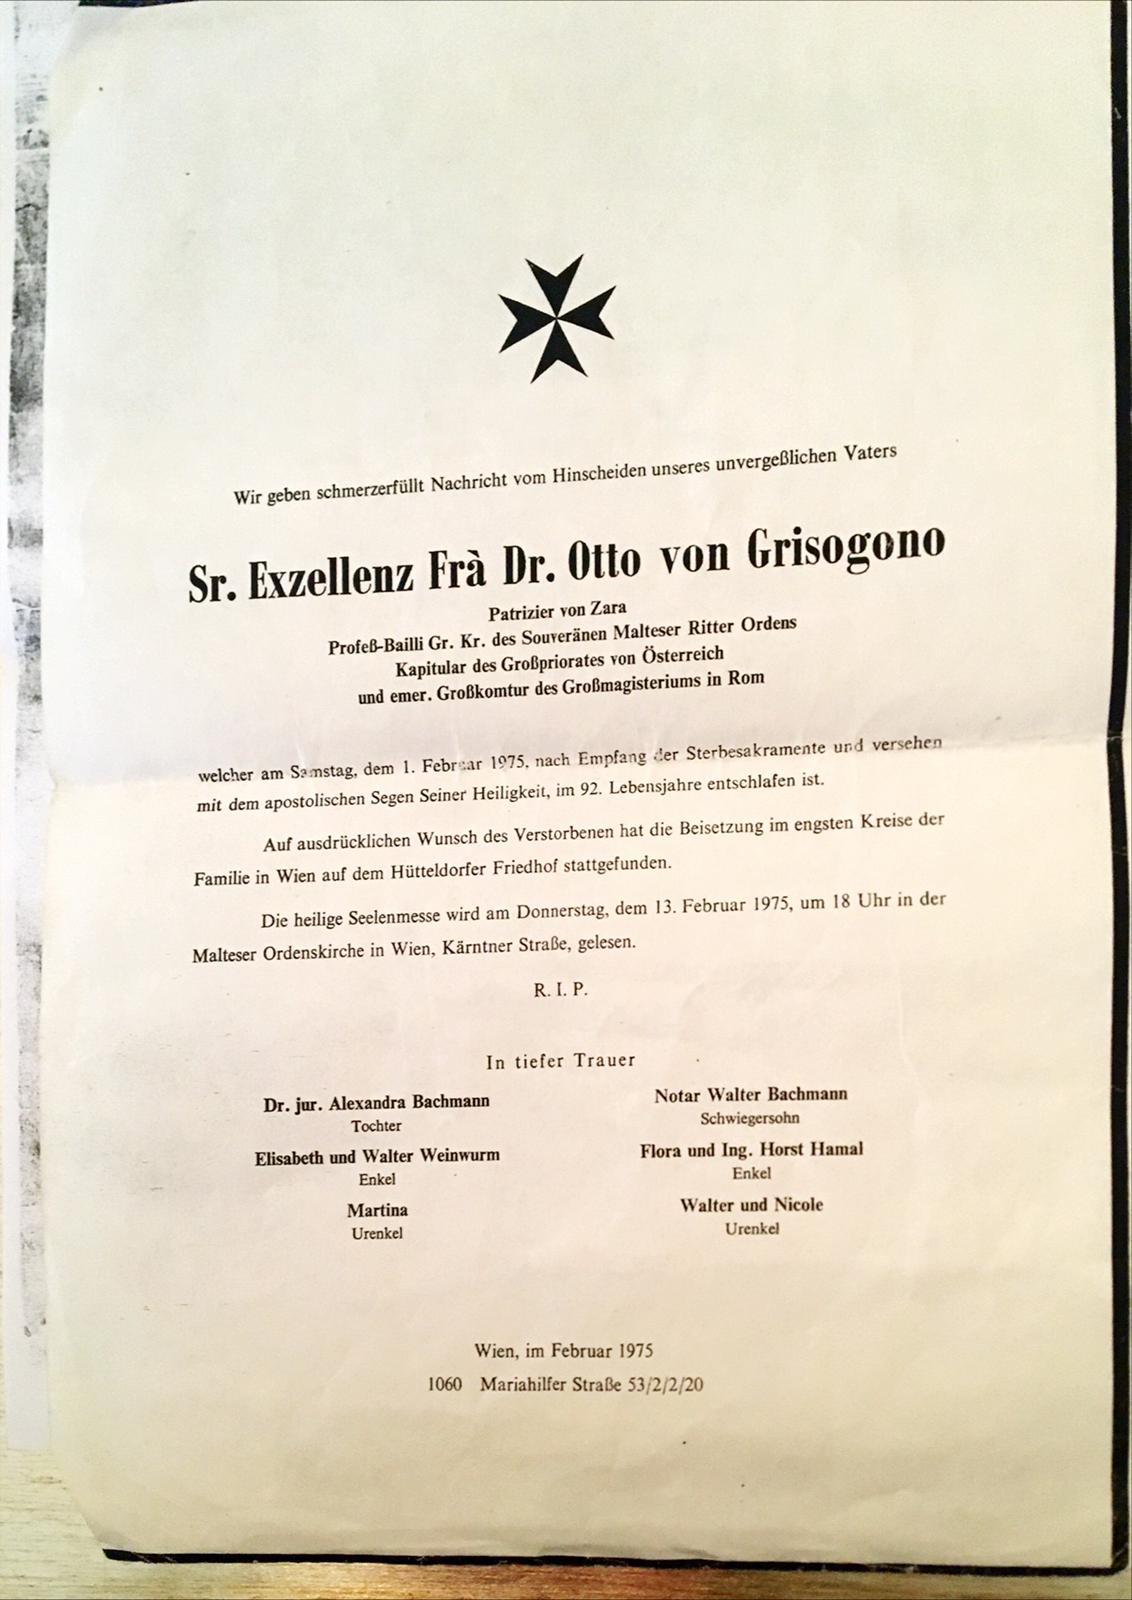 Wir geben schmerzerfüllt Nachricht vom Hinscheiden unseres unvergeßlichen Vaters
Sr. Exzellenz Frà Dr. Otto von Grisogono
Patrizier von Zara
Profeß-Bailli Gr. Kr. des Souveränen Malteser Ritter Ordens
Kapitular des Großpriorates von Österreich
und emer. Großkomtur des Großmagisteriums in Rom
welcher am Samstag, dem 1. Februar 1975, nach Empfang der Sterbesakramente und versehen
mit dem apostolischen Segen Seiner Heiligkeit, im 92. Lebensjahre entschlafen ist.
Auf ausdrücklichen Wunsch des Verstorbenen hat die Beisetzung im engsten Kreise der
Familie in Wien auf dem Hütteldorfer Friedhof stattgefunden.
Die heilige Seelenmesse wird am Donnerstag, dem 13. Februar 1975, um 18 Uhr in der
Malteser Ordenskirche in Wien, Kärntner Straße, gelesen.
R. I. P.
In tiefer Trauer
Dr. jur. Alexandra Bachmann
Tochter
Elisabeth und Walter Weinwurm
Enkel
Martina
Urenkel
Notar Walter Bachmann
Schwiegersohn
Flora und Ing. Horst Hamal
Enkel
Walter und Nicole
Urenkel
Wien, im Februar 1975
1060 Mariahilfer Straße 53/2/2/20